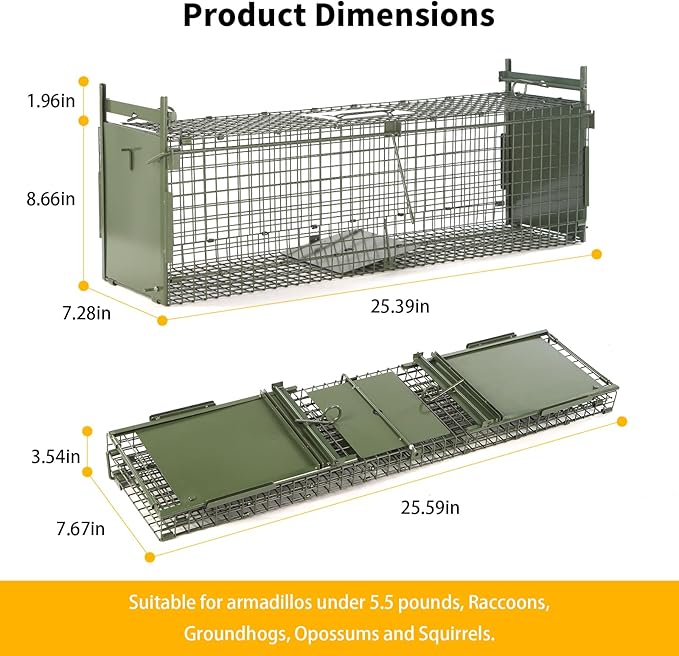 Product Dimensions
1.96in
8.66in
7.28in
25.39in
3.54in
7.67in
25.59in
Suitable for armadillos under 5.5 pounds, Raccoons,
Groundhogs, Opossums and Squirrels.